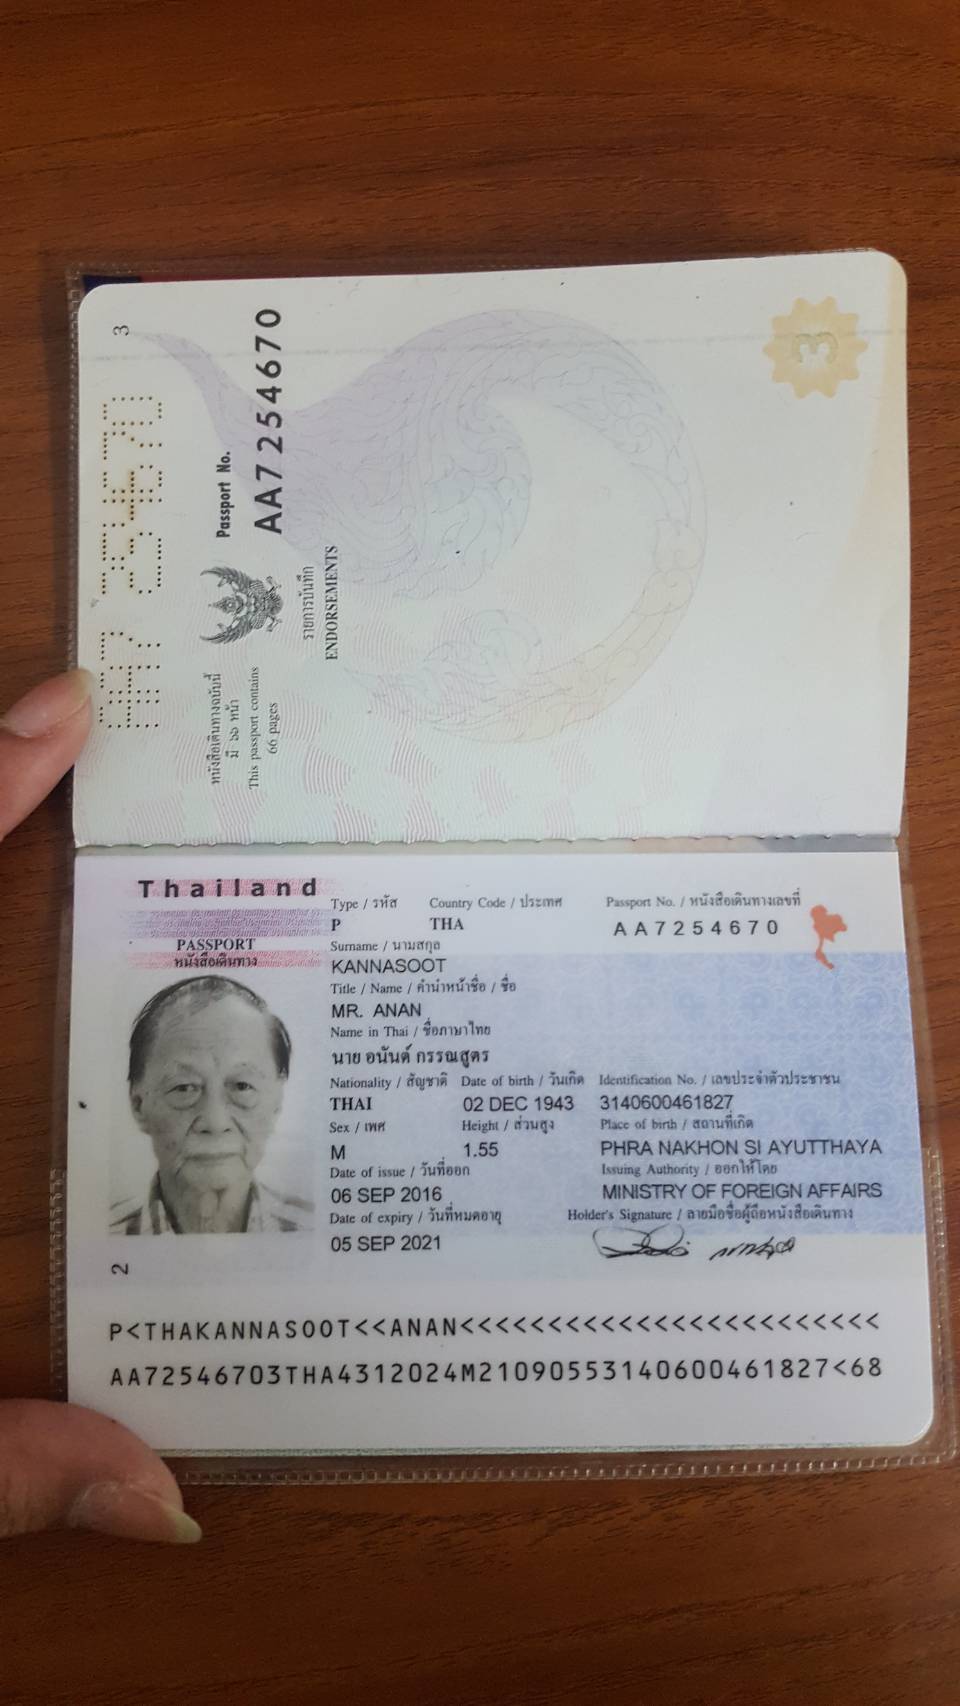 3
AA7254670
Passport No.
AA7254670
หนังสือเดินทางฉบับนี้
มี ๖๖ หน้า
This passport contains
66 pages
รายการบันทึก
ENDORSEMENTS
3
Thailand
PASSPORT
หนังสือเดินทาง
Type / รหัส Country Code / ประเทศ Passport No. / หนังสือเดินทางเลขที่
P THA AA7254670
Surname / นามสกุล
KANNASOOT
Title / Name / คำนำหน้าชื่อ / ชื่อ
MR. ANAN
Name in Thai / ชื่อภาษาไทย
นาย อนันต์ กรรณสูตร
Nationality / สัญชาติ Date of birth / วันเกิด Identification No. / เลขประจำตัวประชาชน
THAI 02 DEC 1943 3140600461827
Sex / เพศ Height / ส่วนสูง Place of birth / สถานที่เกิด
M 1.55 PHRA NAKHON SI AYUTTHAYA
Date of issue / วันที่ออก Issuing Authority / ออกให้โดย
06 SEP 2016 MINISTRY OF FOREIGN AFFAIRS
Date of expiry / วันที่หมดอายุ Holder's Signature / ลายมือชื่อผู้ถือหนังสือเดินทาง
05 SEP 2021
2
P<THAKANNASOOT<<ANAN<<<<<<<<<<<<<<<<<<<<<<<<
AA72546703THA4312024M21090553140600461827<68